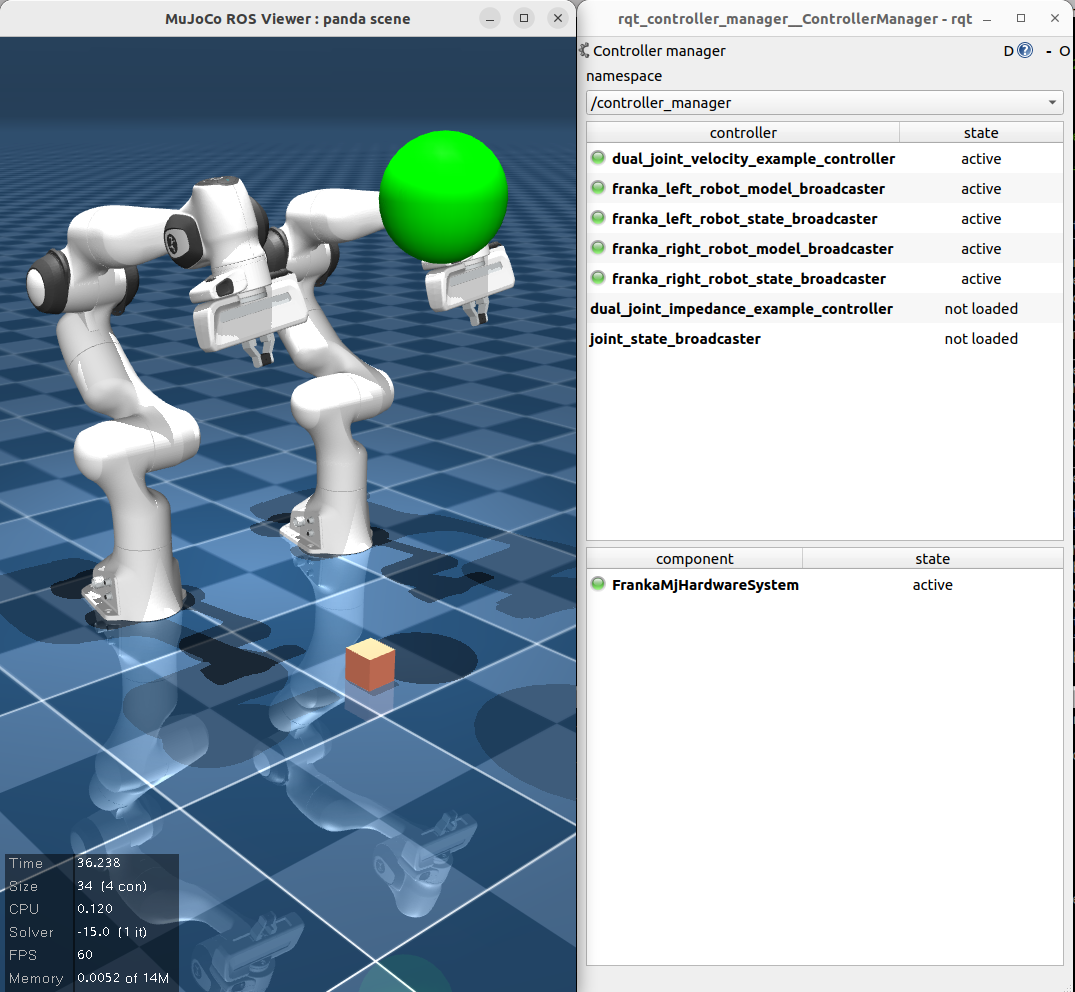 MuJoCo ROS Viewer : panda scene
Time 36.238
Size 34 (4 con)
CPU 0.120
Solver -15.0 (1 it)
FPS 60
Memory 0.0052 of 14M
rqt_controller_manager__ControllerManager - rqt
Controller manager D ? - O
namespace
/controller_manager
controller state
dual_joint_velocity_example_controller active
franka_left_robot_model_broadcaster active
franka_left_robot_state_broadcaster active
franka_right_robot_model_broadcaster active
franka_right_robot_state_broadcaster active
dual_joint_impedance_example_controller not loaded
joint_state_broadcaster not loaded
component state
FrankaMjHardwareSystem active